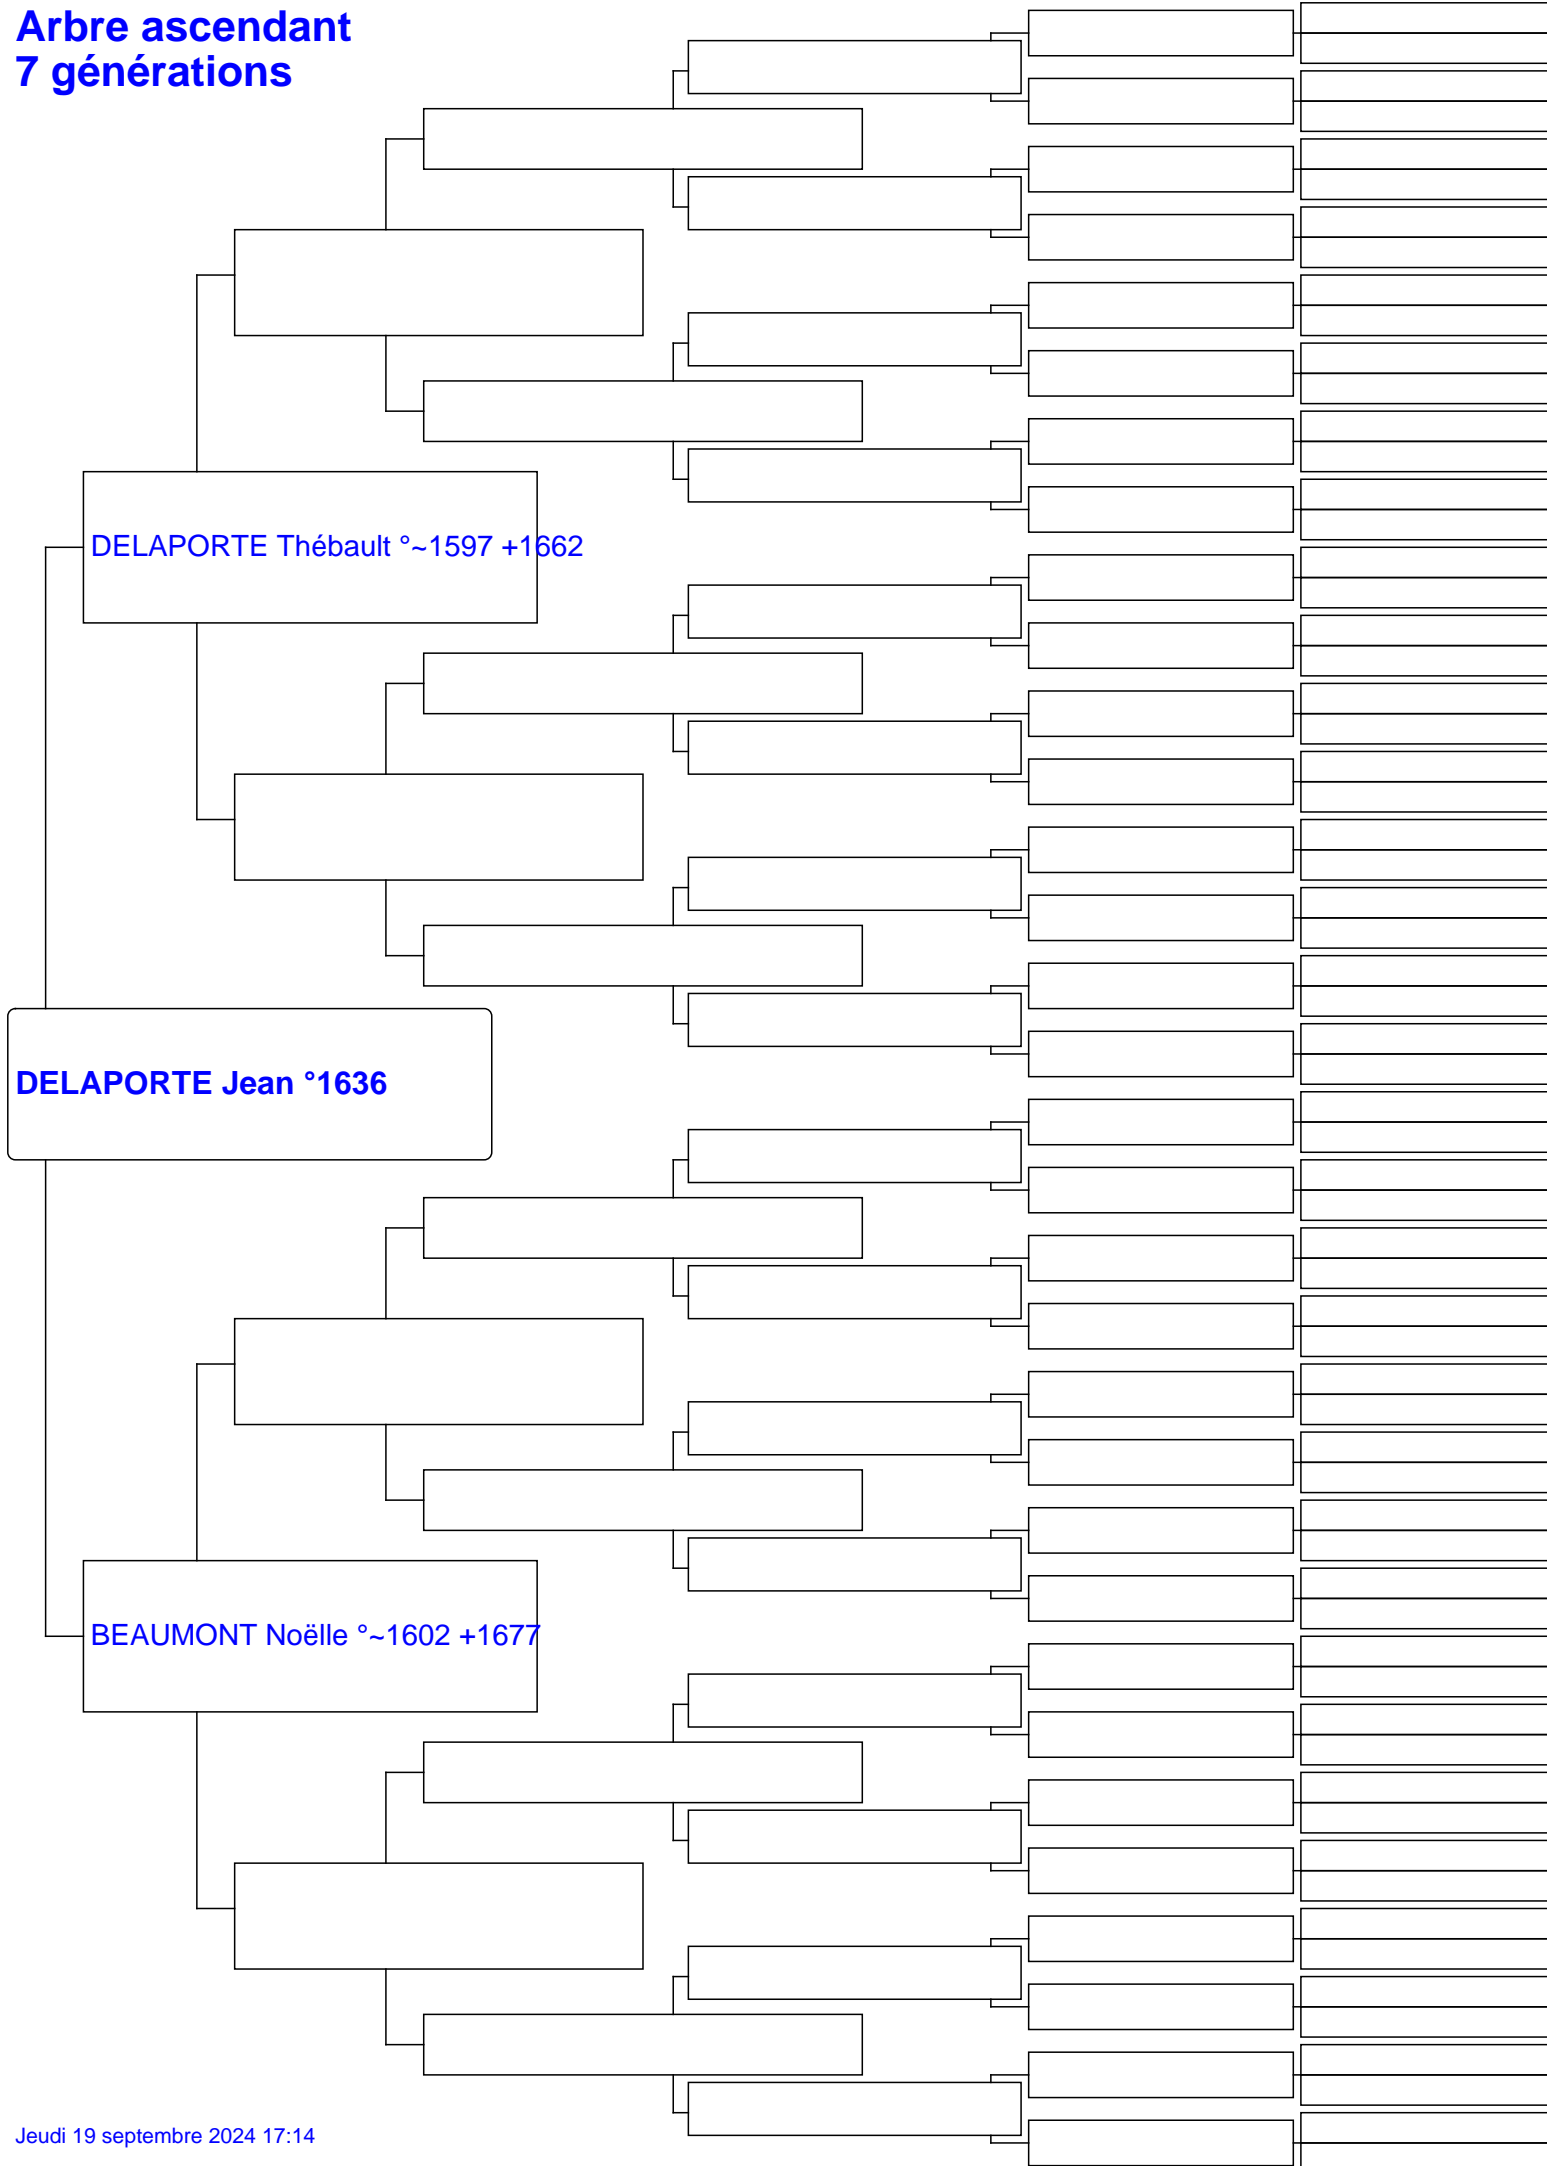 Arbre ascendant
7 générations
DELAPORTE Thébault °~1597 +1662
DELAPORTE Jean °1636
BEAUMONT Noëlle °~1602 +1677
Jeudi 19 septembre 2024 17:14